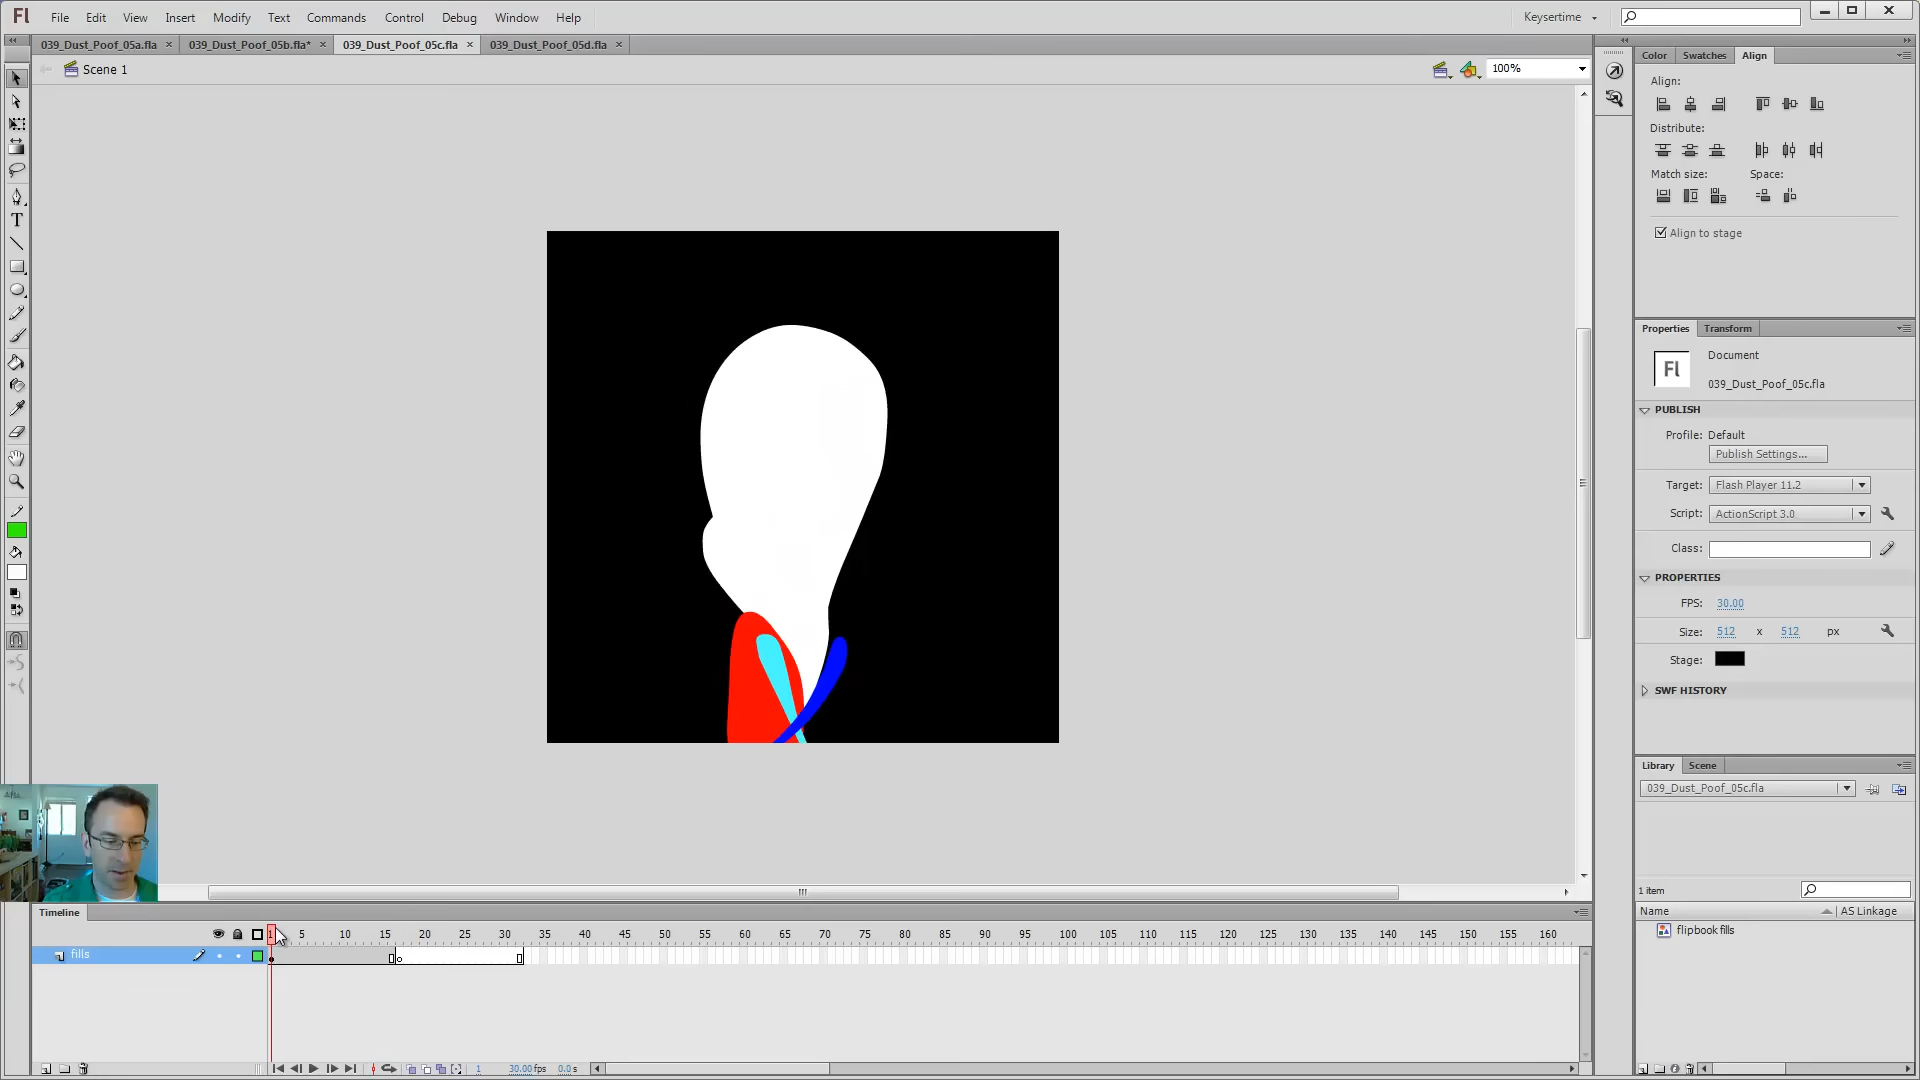 Fl File Edit View Insert Modify Text Commands Control Debug Window Help Keysertime
039_Dust_Poof_05a.fla × 039_Dust_Poof_05b.fla* × 039_Dust_Poof_05c.fla × 039_Dust_Poof_05d.fla ×
Scene 1 100%
Color Swatches Align
Align:
Distribute:
Match size: Space:
Align to stage
Properties Transform
Fl Document
039_Dust_Poof_05c.fla
PUBLISH
Profile: Default
Publish Settings...
Target: Flash Player 11.2
Script: ActionScript 3.0
Class:
PROPERTIES
FPS: 30.00
Size: 512 x 512 px
Stage:
SWF HISTORY
Library Scene
039_Dust_Poof_05c.fla
1 item
Name AS Linkage
flipbook fills
Timeline
1 5 10 15 20 25 30 35 40 45 50 55 60 65 70 75 80 85 90 95 100 105 110 115 120 125 130 135 140 145 150 155 160
fills
1 30.00 fps 0.0 s